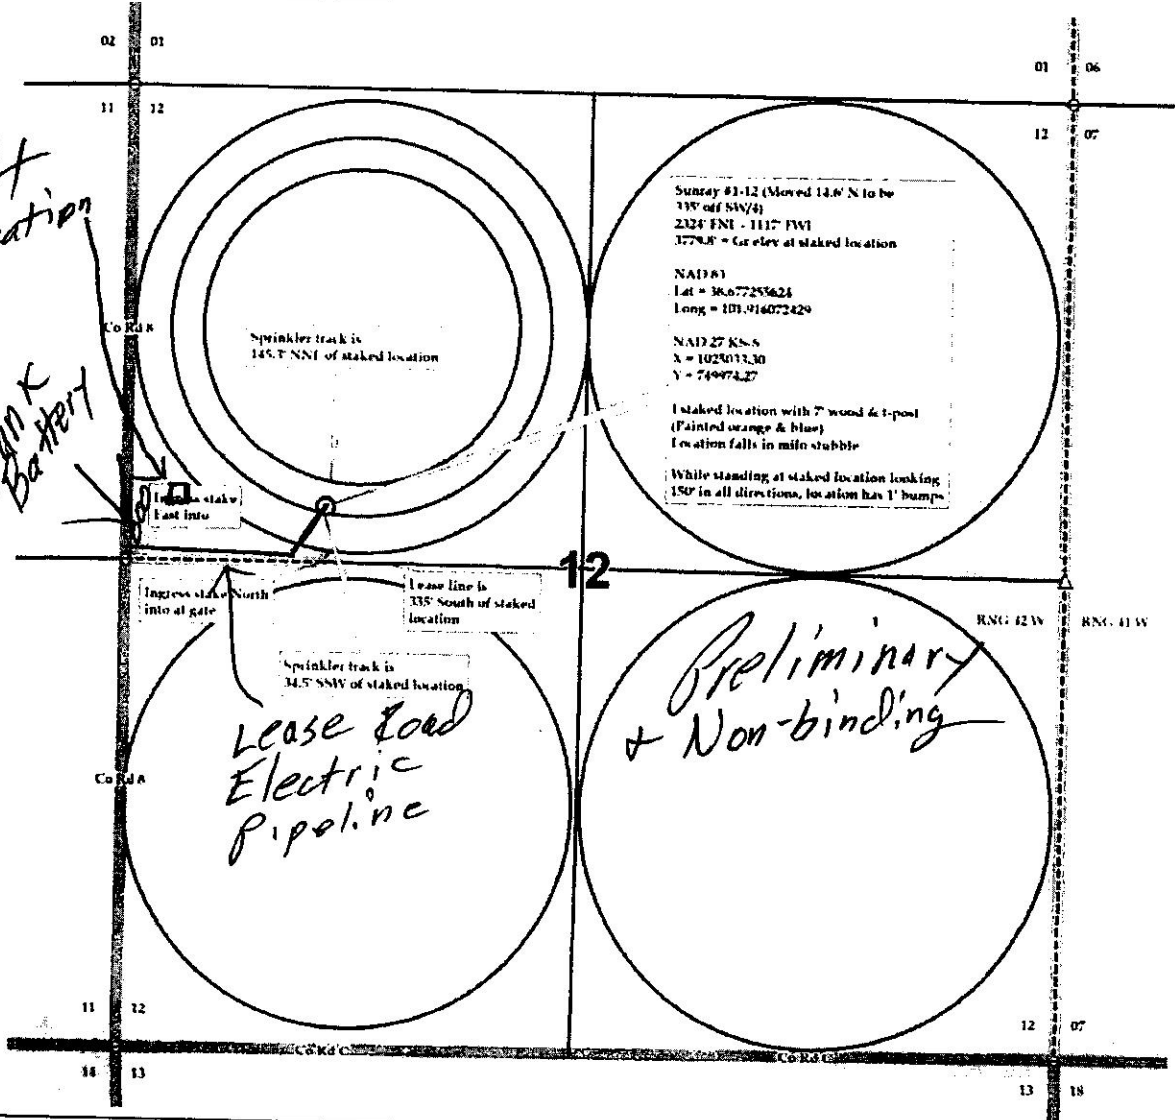 02 01
01 06
11 12
12 07
Sunray #1-12 (Moved 14.6' N to be
335' off SW/4)
2324' FNL - 1117' FWL
3779.8' = Gr elev at staked location
NAD 83
Lat = 38.677255624
Long = 101.916072429
NAD 27 KS-S
X = 1025033.30
Y = 749974.27
I staked location with 7' wood & t-post
(Painted orange & blue)
Location falls in milo stubble
While standing at staked location looking
150' in all directions, location has 1' bumps
Co Rd 8
Sprinkler track is
145.3' NNE of staked location
Battery
Ingress stake
East into
12
Ingress stake North
into at gate
Lease line is
335' South of staked
location
RNG 42 W RNG 41 W
Sprinkler track is
34.5' SSW of staked location
Preliminary
+ Non-binding
Lease Road
Electric
Pipeline
Co Rd 8
11 12
12 07
Co Rd C Co Rd C
14 13
13 18